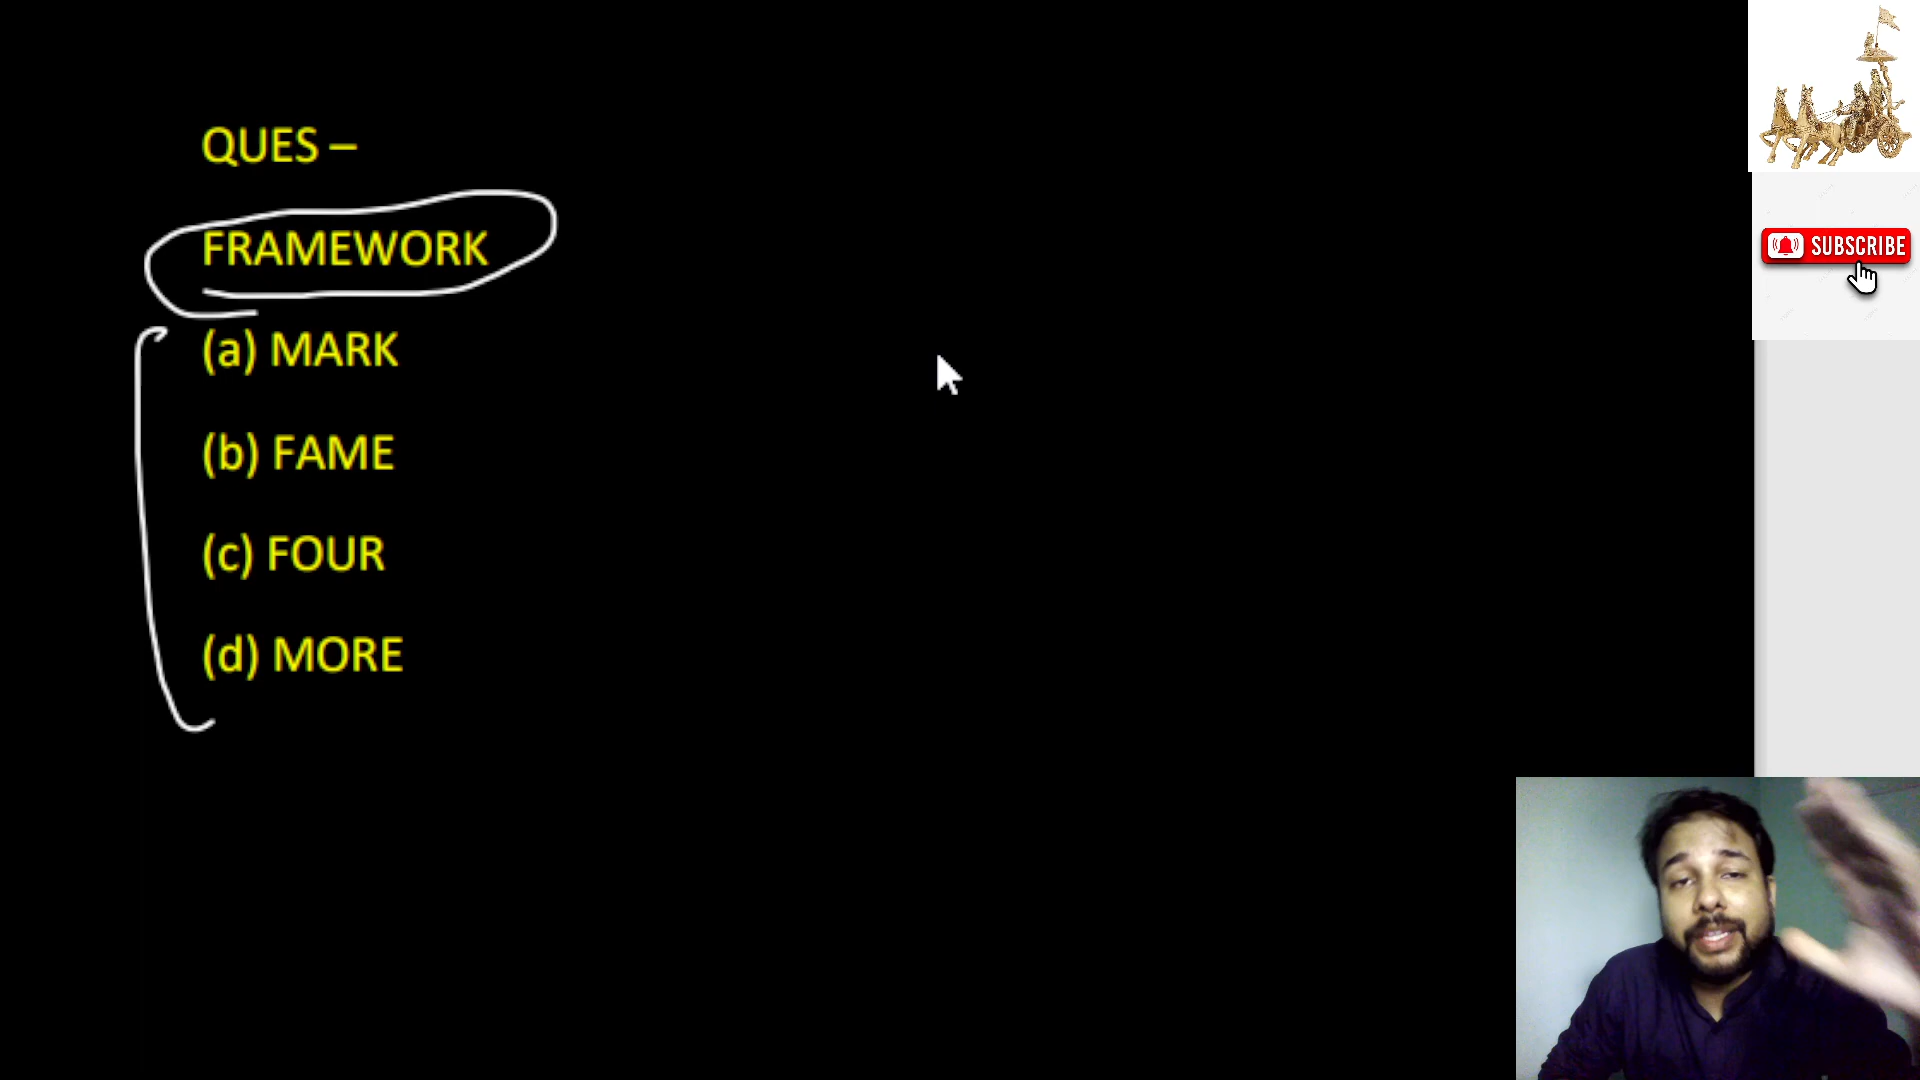 QUES –
FRAMEWORK
(a) MARK
(b) FAME
(c) FOUR
(d) MORE
SUBSCRIBE